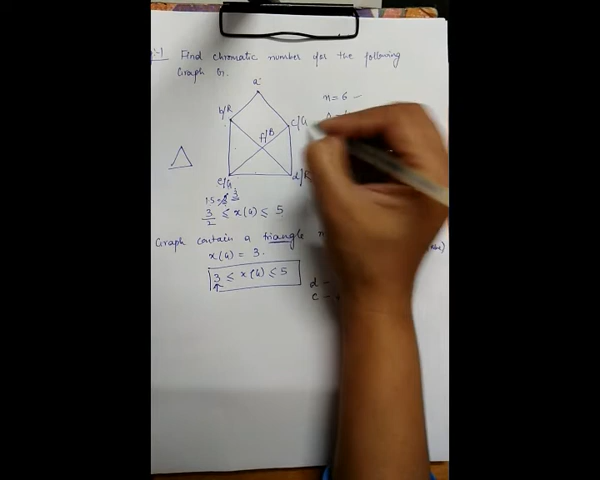 Find chromatic number for the following
Graph G.
a
n = 6
b/R
c/G
f/B
e/G
d/R
3/2 ≤ x(G) ≤ 5
Graph contain a triangle
x(G) = 3.
3 ≤ x(G) ≤ 5
d -
c -